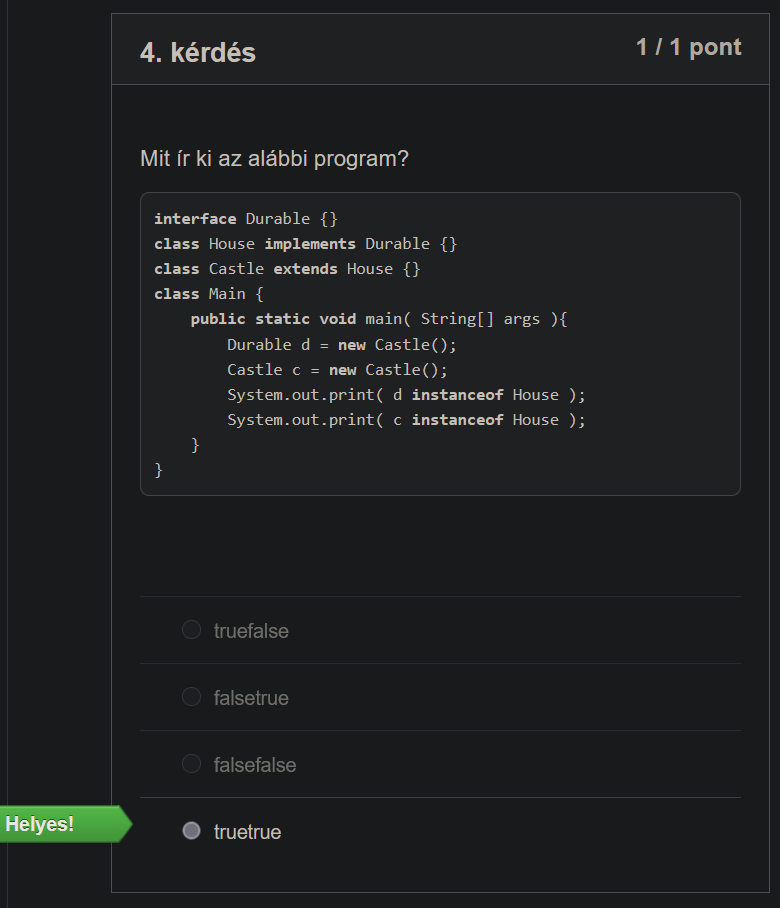 4. kérdés
1 / 1 pont
Mit ír ki az alábbi program?
interface Durable {}
class House implements Durable {}
class Castle extends House {}
class Main {
    public static void main( String[] args ){
        Durable d = new Castle();
        Castle c = new Castle();
        System.out.print( d instanceof House );
        System.out.print( c instanceof House );
    }
}
truefalse
falsetrue
falsefalse
Helyes!
truetrue